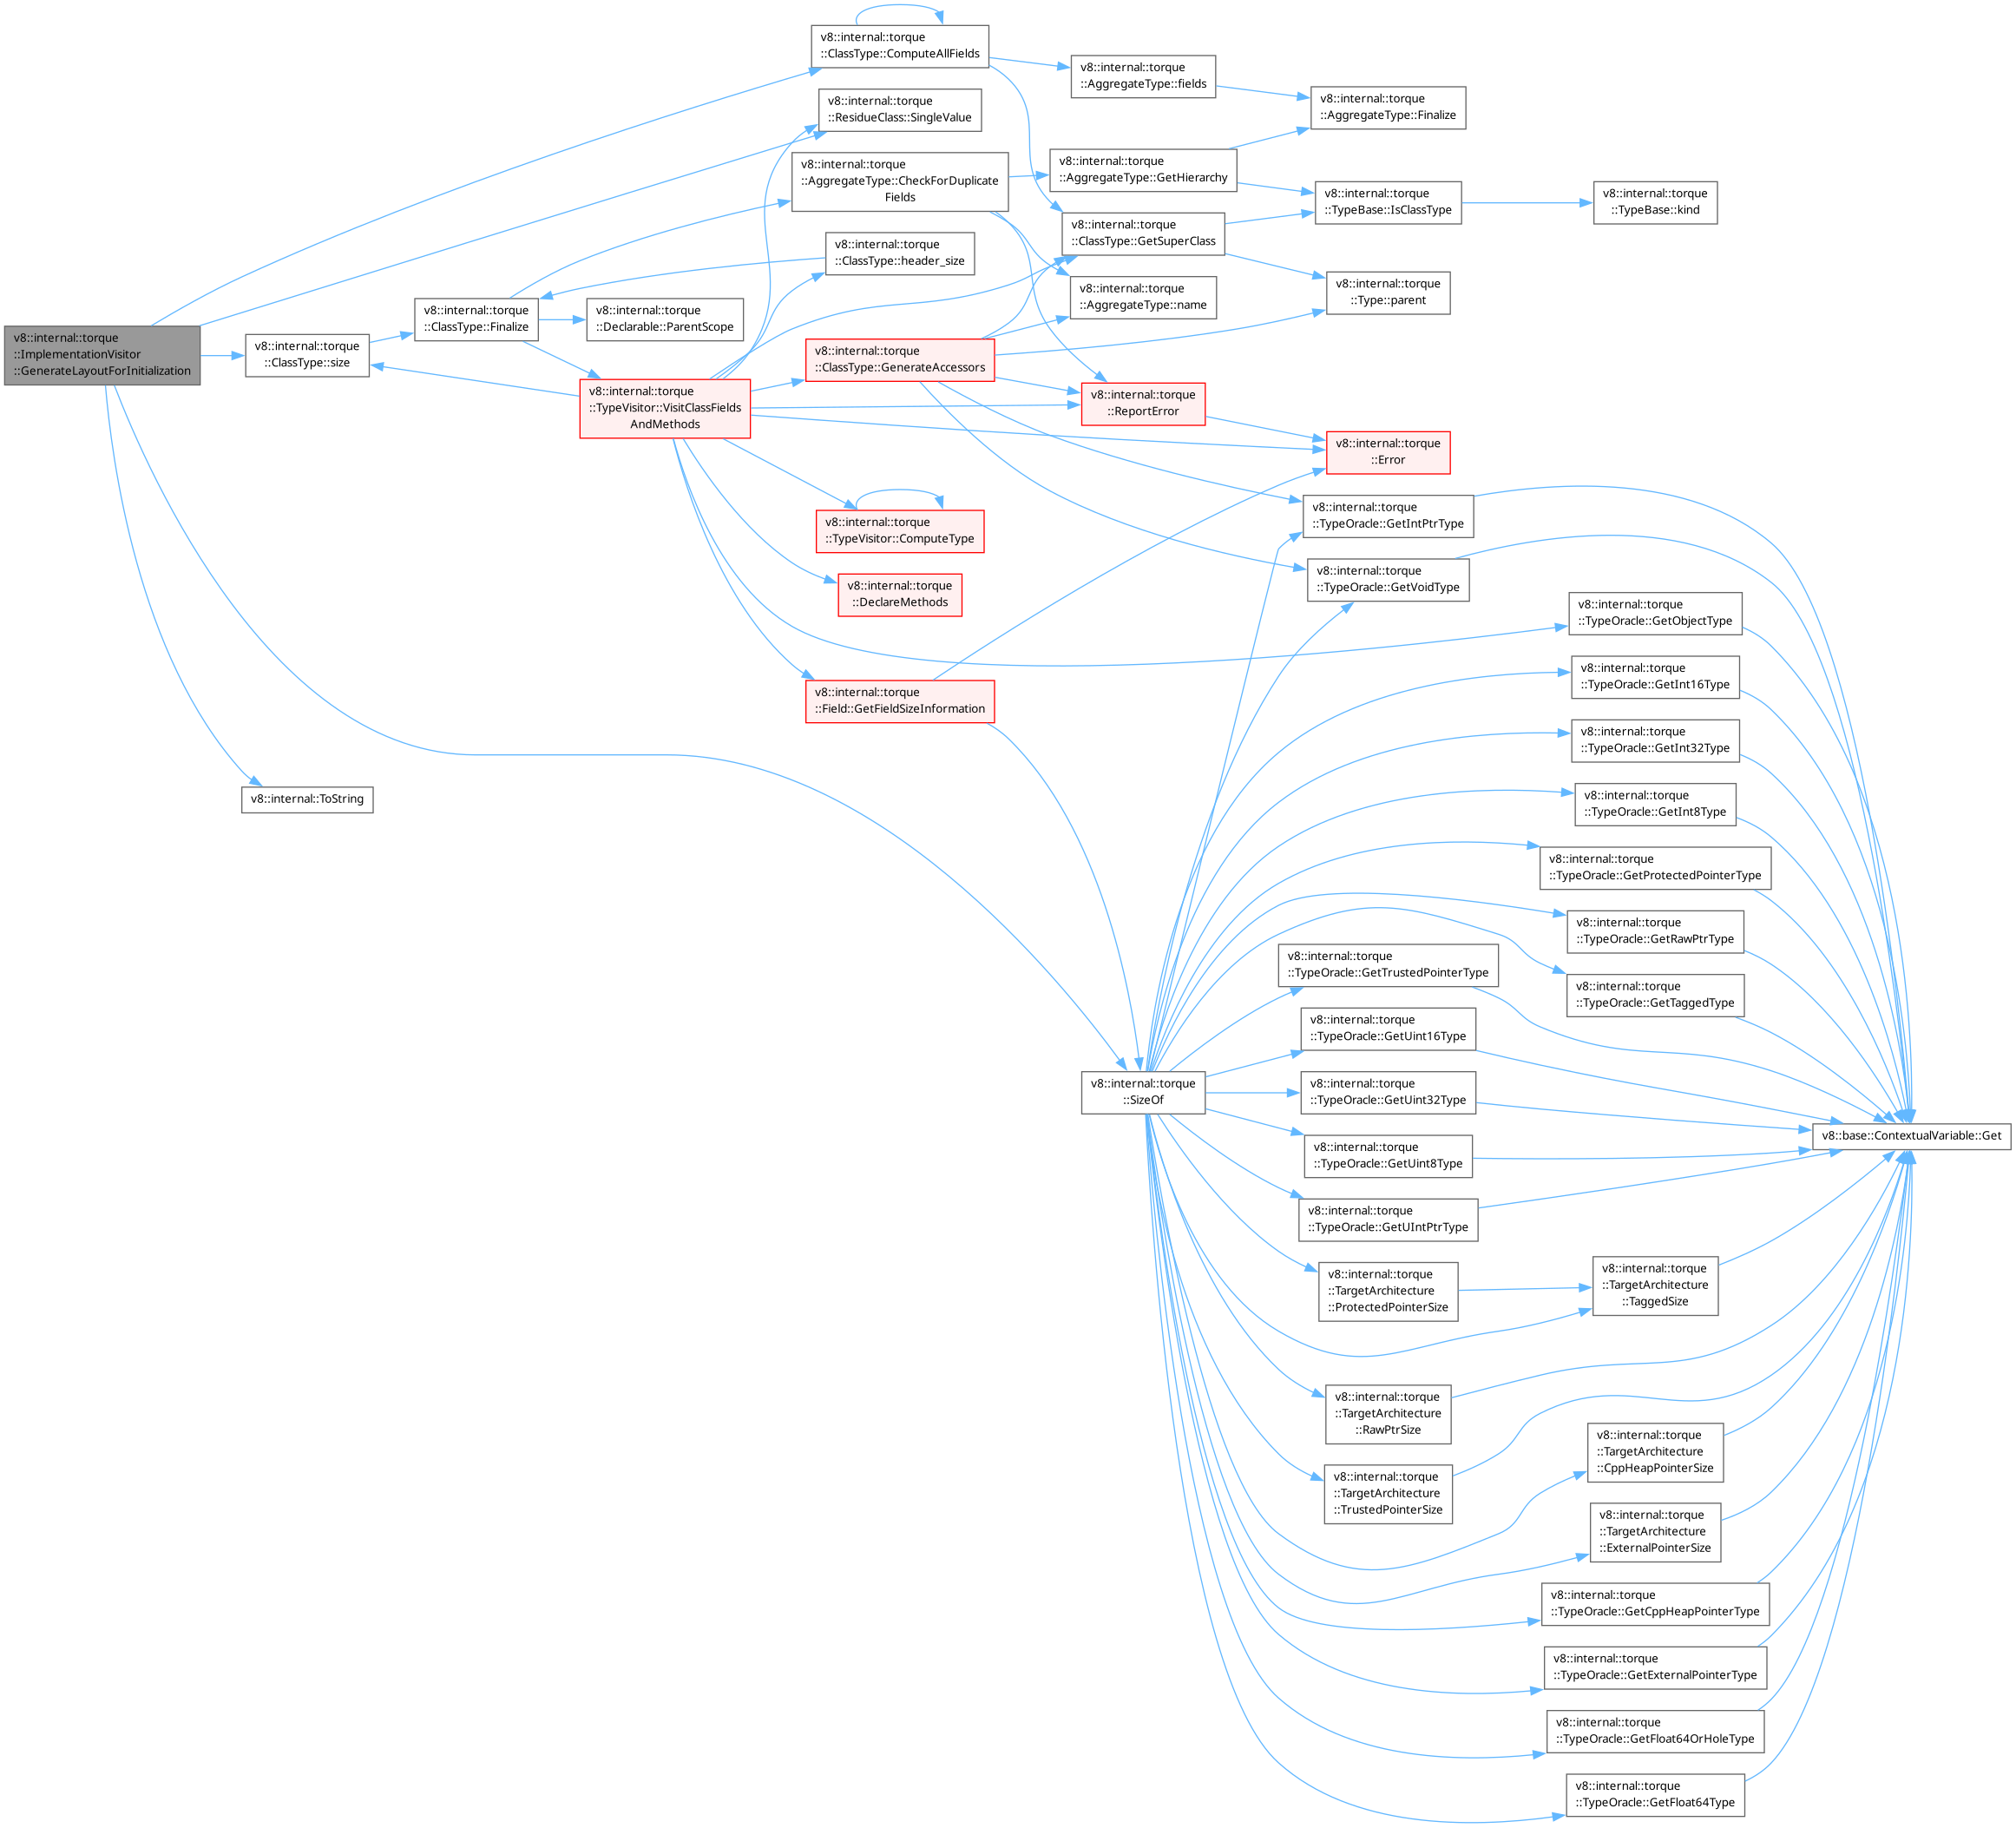 v8::internal::torque
::ImplementationVisitor
::GenerateLayoutForInitialization
v8::internal::torque
::ClassType::size
v8::internal::ToString
v8::internal::torque
::ClassType::Finalize
v8::internal::torque
::Declarable::ParentScope
v8::internal::torque
::TypeVisitor::VisitClassFields
AndMethods
v8::internal::torque
::ClassType::ComputeAllFields
v8::internal::torque
::ResidueClass::SingleValue
v8::internal::torque
::AggregateType::CheckForDuplicate
Fields
v8::internal::torque
::ClassType::header_size
v8::internal::torque
::ClassType::GenerateAccessors
v8::internal::torque
::TypeVisitor::ComputeType
v8::internal::torque
::DeclareMethods
v8::internal::torque
::Field::GetFieldSizeInformation
v8::internal::torque
::AggregateType::fields
v8::internal::torque
::AggregateType::GetHierarchy
v8::internal::torque
::ClassType::GetSuperClass
v8::internal::torque
::AggregateType::name
v8::internal::torque
::ReportError
v8::internal::torque
::SizeOf
v8::internal::torque
::AggregateType::Finalize
v8::internal::torque
::TypeBase::IsClassType
v8::internal::torque
::Type::parent
v8::internal::torque
::Error
v8::internal::torque
::TypeOracle::GetIntPtrType
v8::internal::torque
::TypeOracle::GetVoidType
v8::internal::torque
::TypeOracle::GetTrustedPointerType
v8::internal::torque
::TypeOracle::GetUint16Type
v8::internal::torque
::TypeOracle::GetUint32Type
v8::internal::torque
::TypeOracle::GetUint8Type
v8::internal::torque
::TypeOracle::GetUIntPtrType
v8::internal::torque
::TargetArchitecture
::ProtectedPointerSize
v8::internal::torque
::TargetArchitecture
::RawPtrSize
v8::internal::torque
::TargetArchitecture
::TrustedPointerSize
v8::internal::torque
::TypeBase::kind
v8::internal::torque
::TypeOracle::GetObjectType
v8::internal::torque
::TypeOracle::GetInt16Type
v8::internal::torque
::TypeOracle::GetInt32Type
v8::internal::torque
::TypeOracle::GetInt8Type
v8::internal::torque
::TypeOracle::GetProtectedPointerType
v8::internal::torque
::TypeOracle::GetRawPtrType
v8::internal::torque
::TypeOracle::GetTaggedType
v8::internal::torque
::TargetArchitecture
::TaggedSize
v8::internal::torque
::TargetArchitecture
::CppHeapPointerSize
v8::internal::torque
::TargetArchitecture
::ExternalPointerSize
v8::internal::torque
::TypeOracle::GetCppHeapPointerType
v8::internal::torque
::TypeOracle::GetExternalPointerType
v8::internal::torque
::TypeOracle::GetFloat64OrHoleType
v8::internal::torque
::TypeOracle::GetFloat64Type
v8::base::ContextualVariable::Get